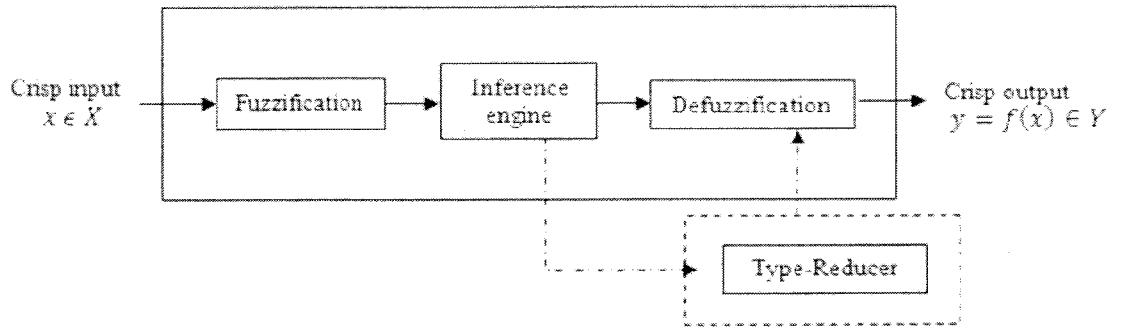 Crisp input
x ∈ X
Fuzzification
Inference
engine
Defuzzification
Crisp output
y = f(x) ∈ Y
Type-Reducer